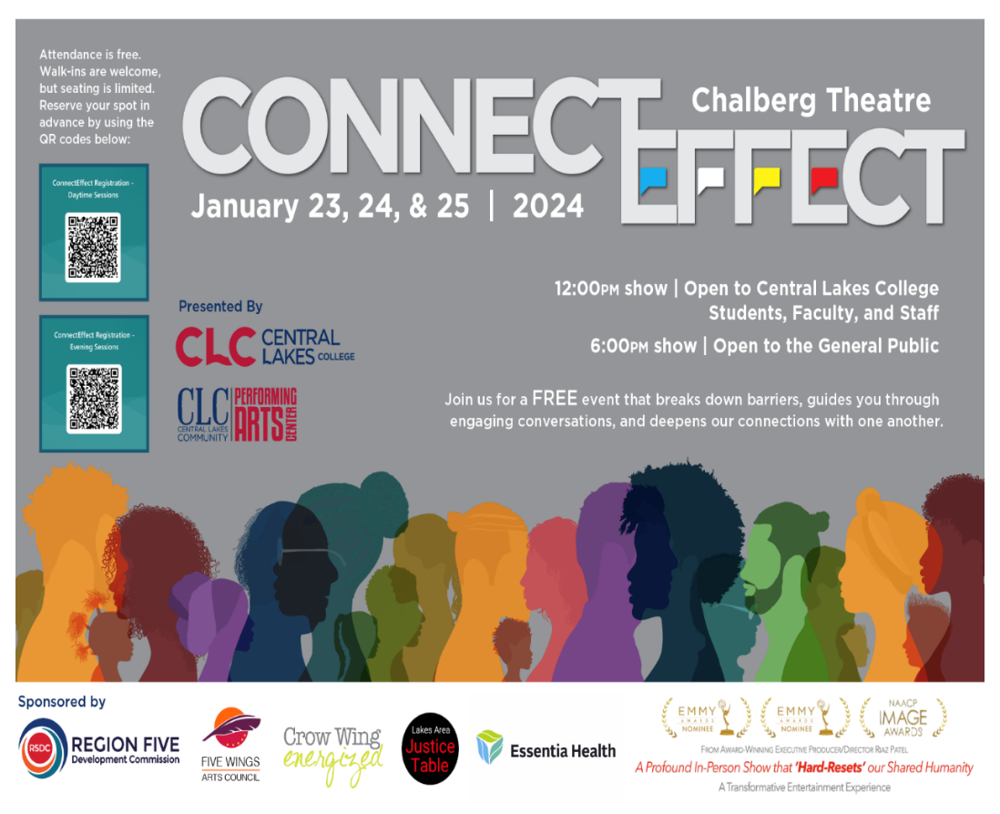 Attendance is free.
Walk-ins are welcome,
but seating is limited.
Reserve your spot in
advance by using the
QR codes below:
ConnectEffect Registration -
Daytime Sessions
ConnectEffect Registration -
Evening Sessions
CONNECT
Chalberg Theatre
EFFECT
January 23, 24, & 25 | 2024
12:00PM show | Open to Central Lakes College
Students, Faculty, and Staff
6:00PM show | Open to the General Public
Join us for a FREE event that breaks down barriers, guides you through
engaging conversations, and deepens our connections with one another.
Presented By
CLC CENTRAL
LAKES COLLEGE
CLC
CENTRAL LAKES
COMMUNITY
PERFORMING
ARTS
CENTER
Sponsored by
R5DC
REGION FIVE
Development Commission
FIVE WINGS
ARTS COUNCIL
Crow Wing
energized
Lakes Area
Justice
Table
Essentia Health
EMMY
AWARDS
NOMINEE
EMMY
AWARDS
NOMINEE
NAACP
IMAGE
AWARDS
FROM AWARD-WINNING EXECUTIVE PRODUCER/DIRECTOR RIAZ PATEL
A Profound In-Person Show that 'Hard-Resets' our Shared Humanity
A Transformative Entertainment Experience